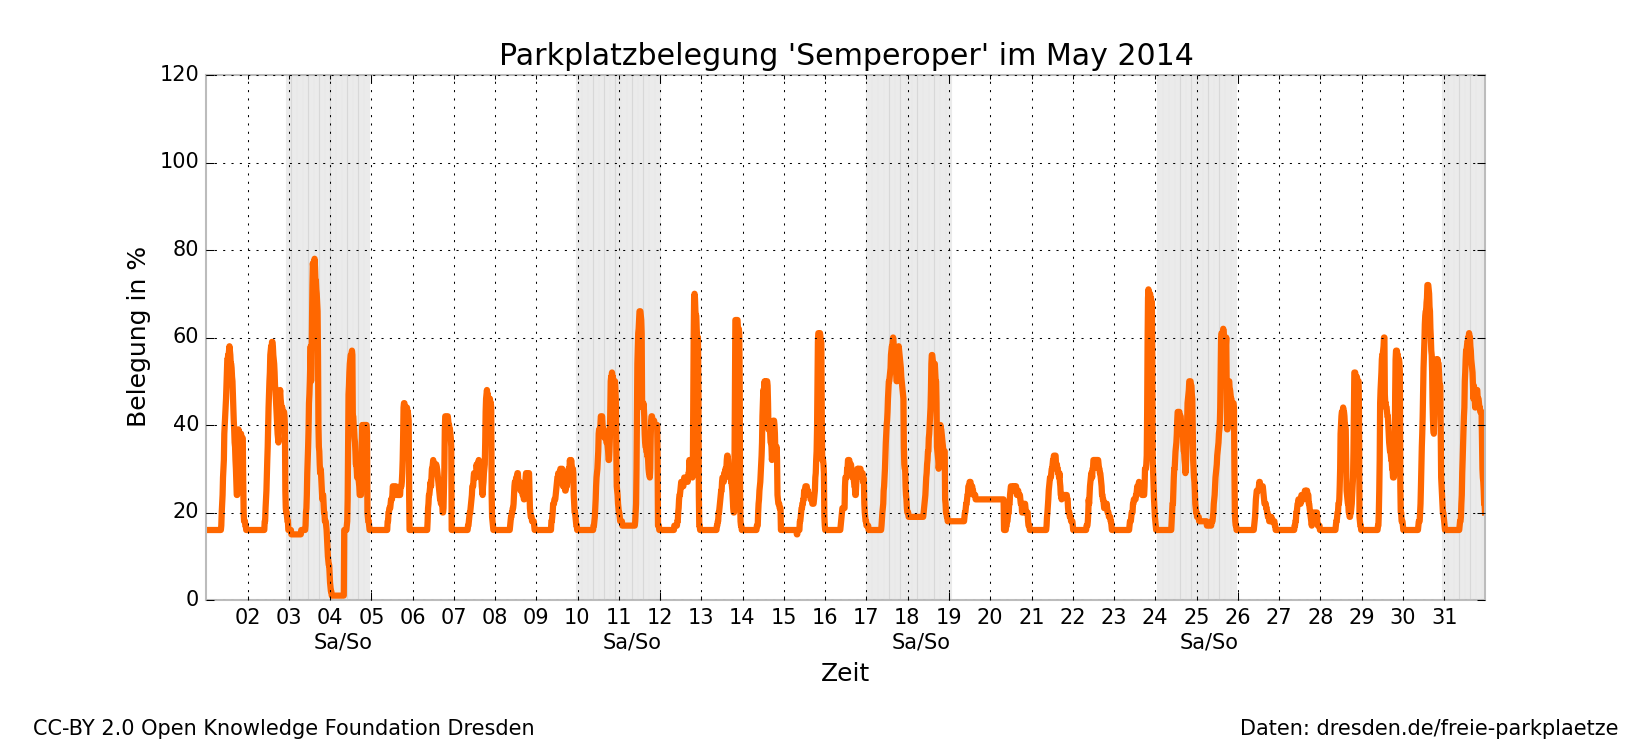 Parkplatzbelegung 'Semperoper' im May 2014
120
100
80
60
40
20
0
Belegung in %
02 03 04 05 06 07 08 09 10 11 12 13 14 15 16 17 18 19 20 21 22 23 24 25 26 27 28 29 30 31
Sa/So Sa/So Sa/So Sa/So
Zeit
CC-BY 2.0 Open Knowledge Foundation Dresden
Daten: dresden.de/freie-parkplaetze